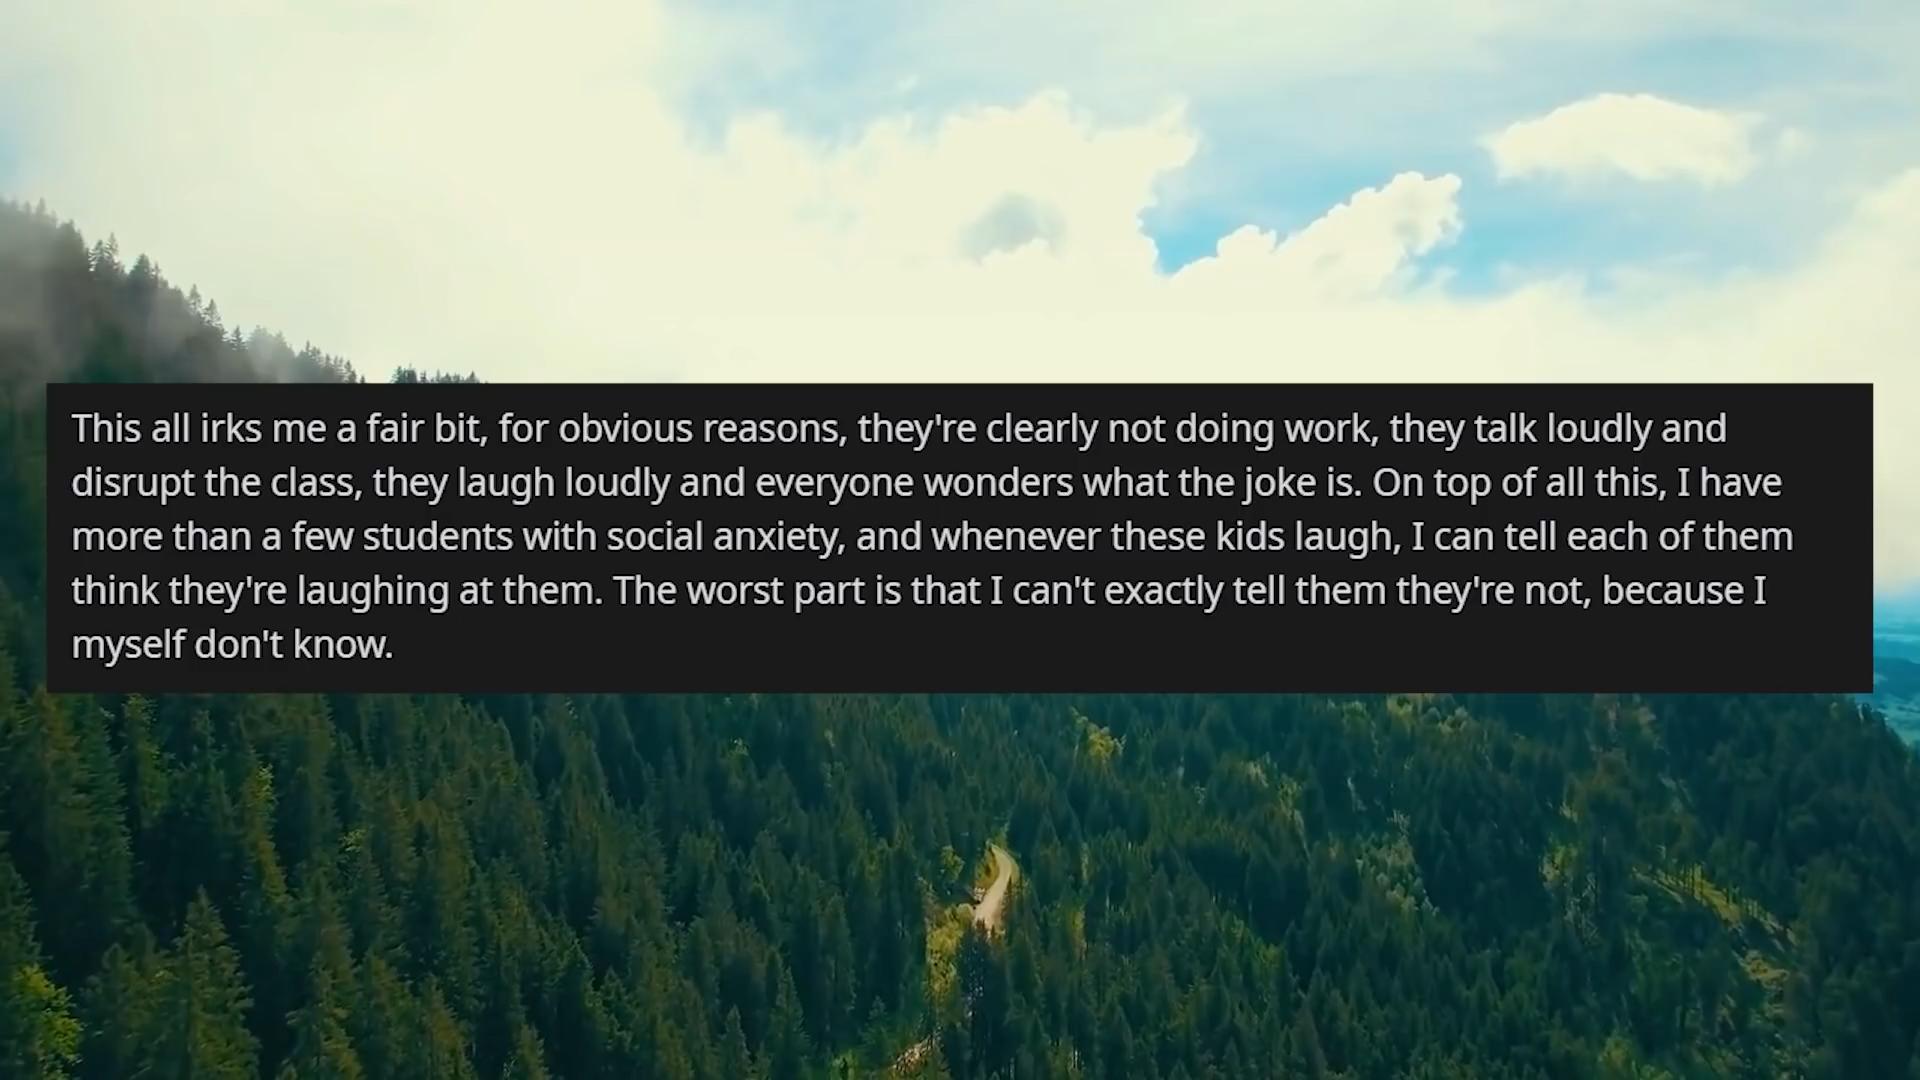 This all irks me a fair bit, for obvious reasons, they're clearly not doing work, they talk loudly and
disrupt the class, they laugh loudly and everyone wonders what the joke is. On top of all this, I have
more than a few students with social anxiety, and whenever these kids laugh, I can tell each of them
think they're laughing at them. The worst part is that I can't exactly tell them they're not, because I
myself don't know.